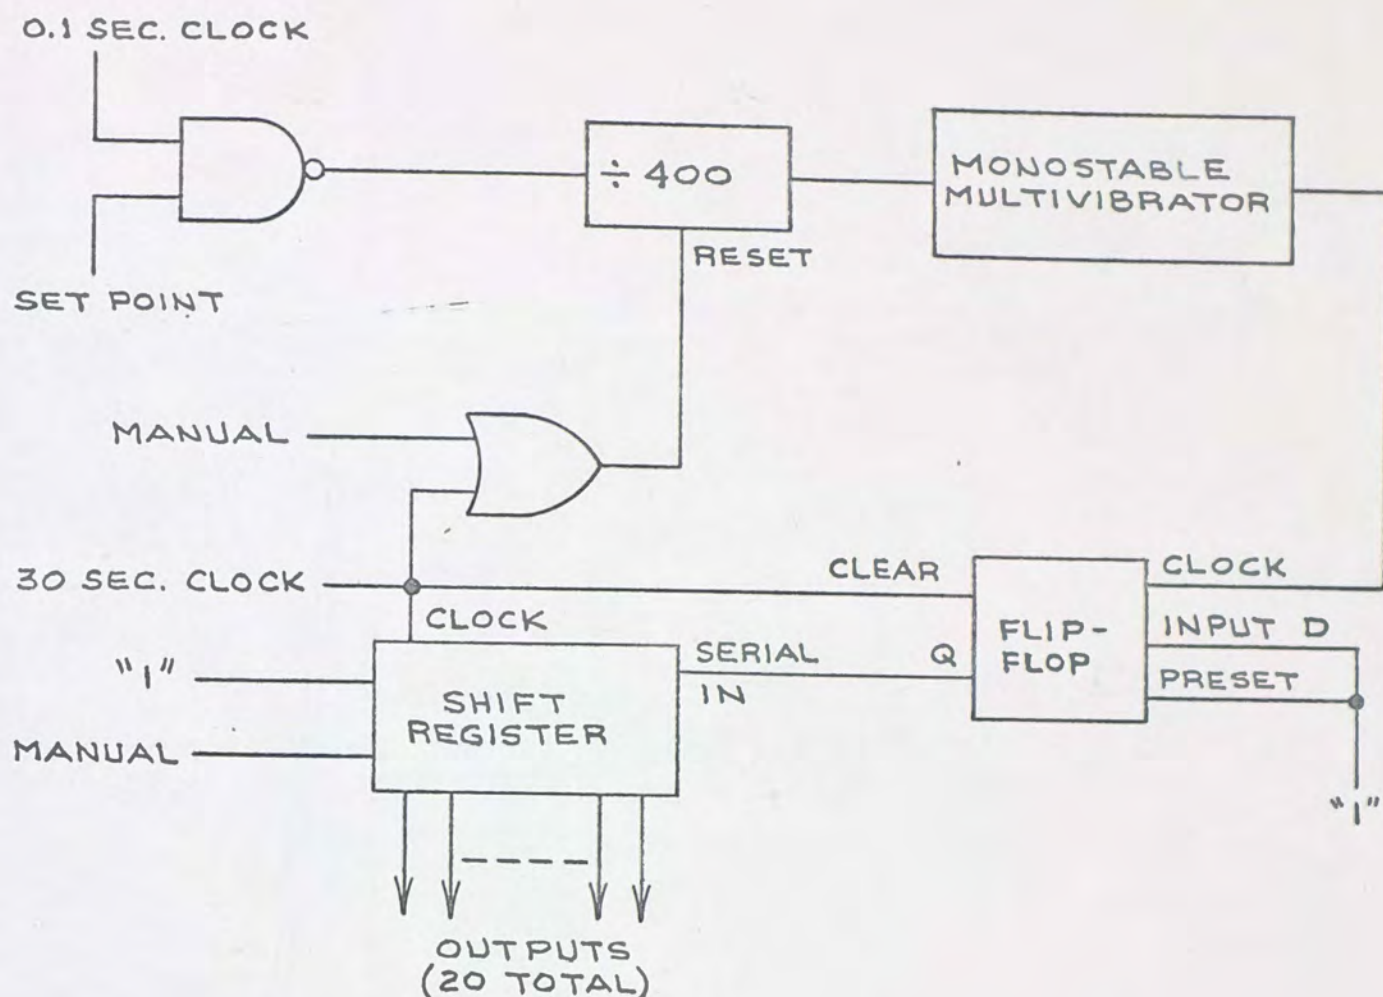 0.1 SEC. CLOCK
÷ 400
MONOSTABLE
MULTIVIBRATOR
RESET
SET POINT
MANUAL
30 SEC. CLOCK
CLEAR
CLOCK
CLOCK
INPUT D
PRESET
FLIP-
FLOP
Q
SERIAL
IN
"1"
SHIFT
REGISTER
MANUAL
"1"
OUTPUTS
(20 TOTAL)